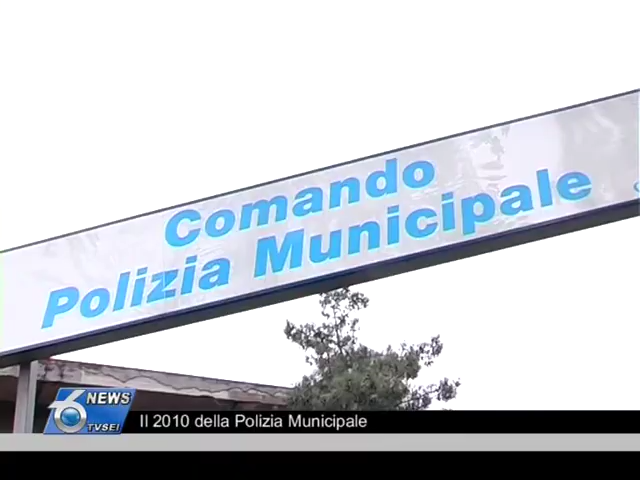 Comando
Polizia Municipale
6 NEWS
TVSEI
Il 2010 della Polizia Municipale